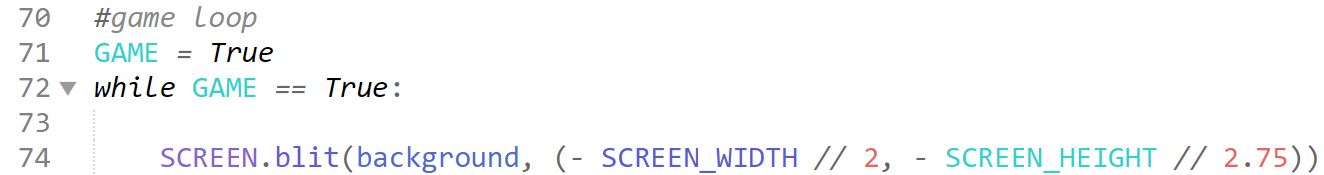 70 #game loop
71 GAME = True
72 while GAME == True:
73
74 SCREEN.blit(background, (- SCREEN_WIDTH // 2, - SCREEN_HEIGHT // 2.75))